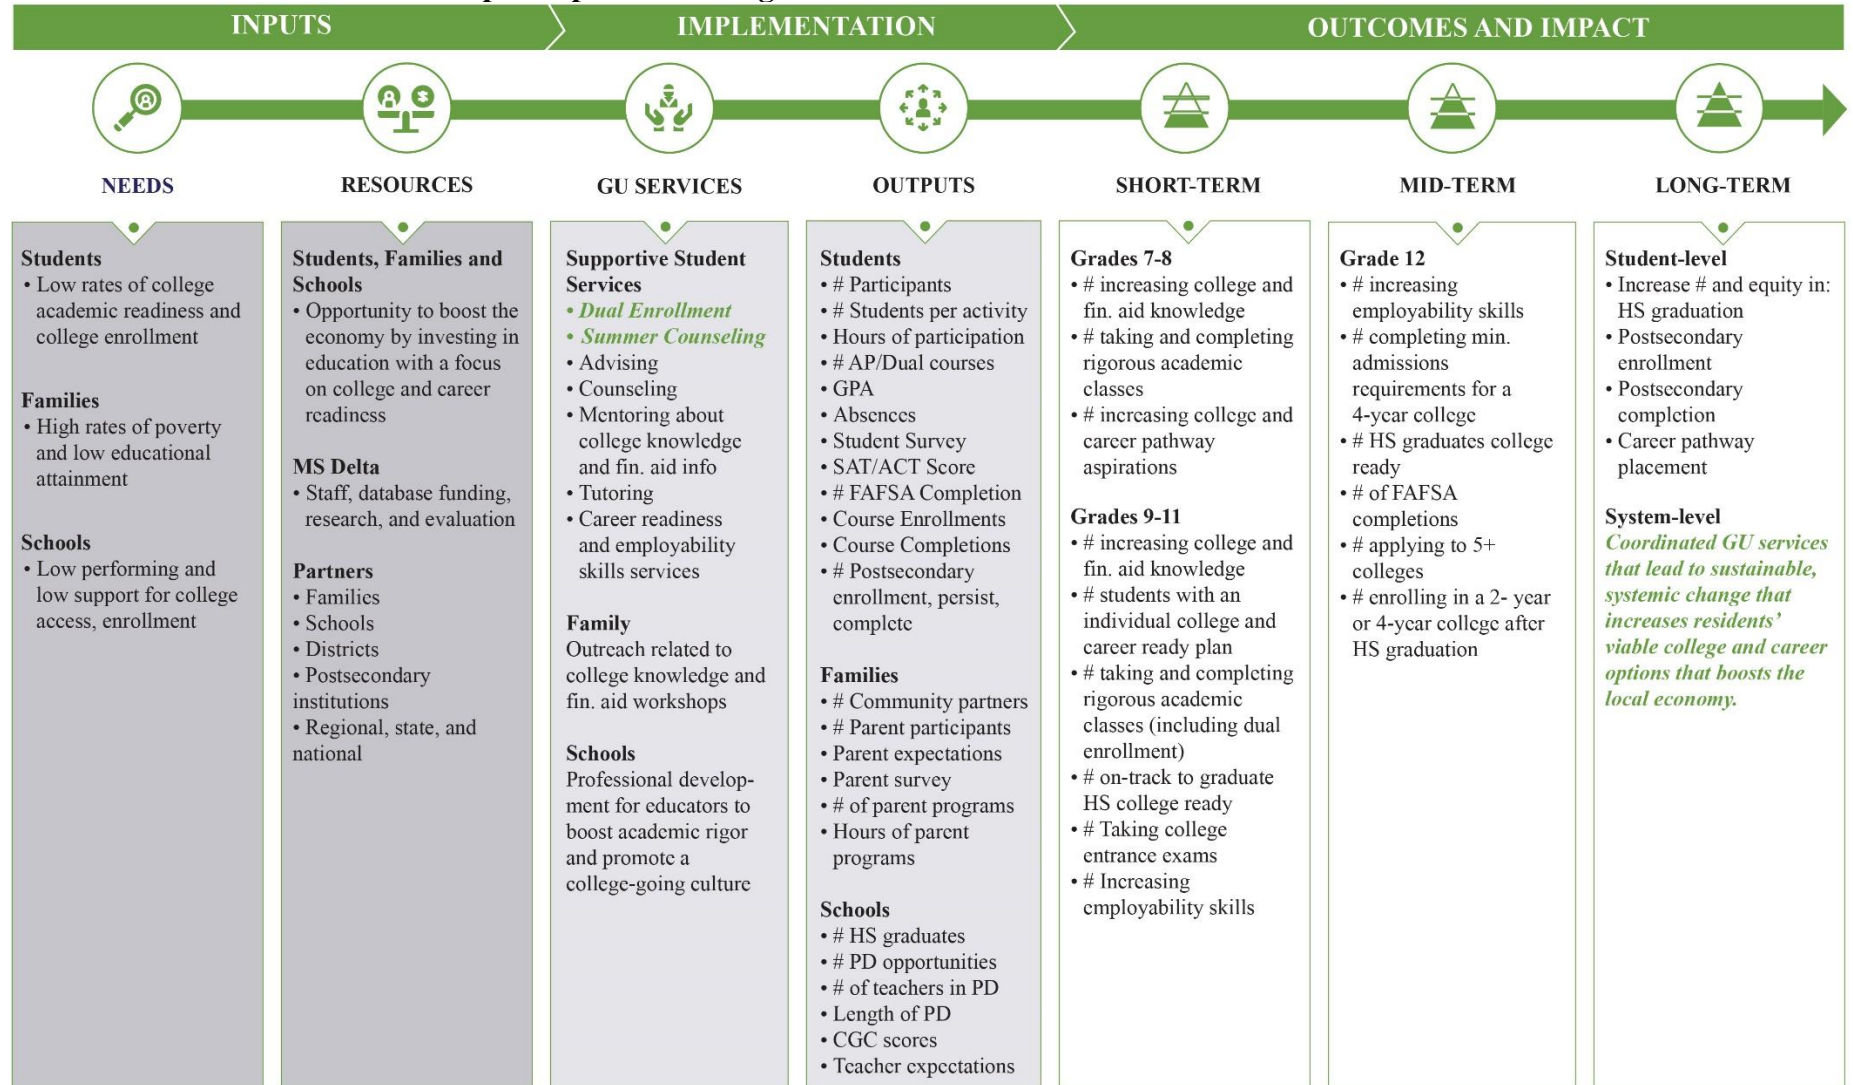 INPUTS
IMPLEMENTATION
OUTCOMES AND IMPACT
NEEDS
RESOURCES
GU SERVICES
OUTPUTS
SHORT-TERM
MID-TERM
LONG-TERM
Students
• Low rates of college
academic readiness and
college enrollment
Families
• High rates of poverty
and low educational
attainment
Schools
• Low performing and
low support for college
access, enrollment
Students, Families and
Schools
• Opportunity to boost the
economy by investing in
education with a focus
on college and career
readiness
MS Delta
• Staff, database funding,
research, and evaluation
Partners
• Families
• Schools
• Districts
• Postsecondary
institutions
• Regional, state, and
national
Supportive Student
Services
• Dual Enrollment
• Summer Counseling
• Advising
• Counseling
• Mentoring about
college knowledge
and fin. aid info
• Tutoring
• Career readiness
and employability
skills services
Family
Outreach related to
college knowledge and
fin. aid workshops
Schools
Professional develop-
ment for educators to
boost academic rigor
and promote a
college-going culture
Students
• # Participants
• # Students per activity
• Hours of participation
• # AP/Dual courses
• GPA
• Absences
• Student Survey
• SAT/ACT Score
• # FAFSA Completion
• Course Enrollments
• Course Completions
• # Postsecondary
enrollment, persist,
complete
Families
• # Community partners
• # Parent participants
• Parent expectations
• Parent survey
• # of parent programs
• Hours of parent
programs
Schools
• # HS graduates
• # PD opportunities
• # of teachers in PD
• Length of PD
• CGC scores
• Teacher expectations
Grades 7-8
• # increasing college and
fin. aid knowledge
• # taking and completing
rigorous academic
classes
• # increasing college and
career pathway
aspirations
Grades 9-11
• # increasing college and
fin. aid knowledge
• # students with an
individual college and
career ready plan
• # taking and completing
rigorous academic
classes (including dual
enrollment)
• # on-track to graduate
HS college ready
• # Taking college
entrance exams
• # Increasing
employability skills
Grade 12
• # increasing
employability skills
• # completing min.
admissions
requirements for a
4-year college
• # HS graduates college
ready
• # of FAFSA
completions
• # applying to 5+
colleges
• # enrolling in a 2- year
or 4-year college after
HS graduation
Student-level
• Increase # and equity in:
HS graduation
• Postsecondary
enrollment
• Postsecondary
completion
• Career pathway
placement
System-level
Coordinated GU services
that lead to sustainable,
systemic change that
increases residents’
viable college and career
options that boosts the
local economy.